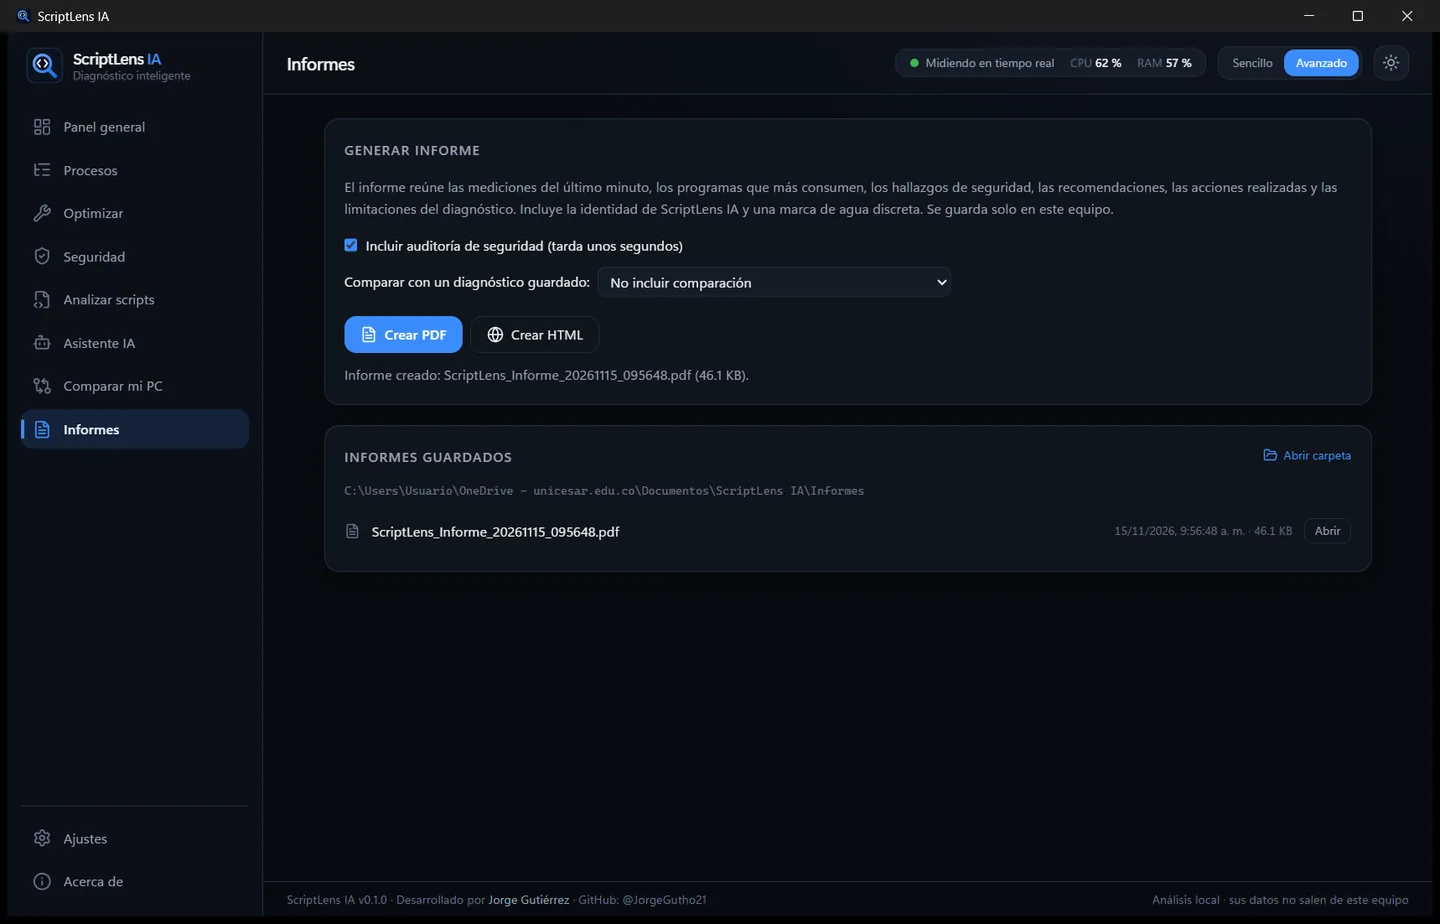 ScriptLens IA
ScriptLens IA
Diagnóstico inteligente
Panel general
Procesos
Optimizar
Seguridad
Analizar scripts
Asistente IA
Comparar mi PC
Informes
Ajustes
Acerca de
Informes
Midiendo en tiempo real CPU 62 % RAM 57 %
Sencillo Avanzado
GENERAR INFORME
El informe reúne las mediciones del último minuto, los programas que más consumen, los hallazgos de seguridad, las recomendaciones, las acciones realizadas y las
limitaciones del diagnóstico. Incluye la identidad de ScriptLens IA y una marca de agua discreta. Se guarda solo en este equipo.
Incluir auditoría de seguridad (tarda unos segundos)
Comparar con un diagnóstico guardado: No incluir comparación
Crear PDF Crear HTML
Informe creado: ScriptLens_Informe_20261115_095648.pdf (46.1 KB).
INFORMES GUARDADOS Abrir carpeta
C:\Users\Usuario\OneDrive - unicesar.edu.co\Documentos\ScriptLens IA\Informes
ScriptLens_Informe_20261115_095648.pdf 15/11/2026, 9:56:48 a. m. · 46.1 KB Abrir
ScriptLens IA v0.1.0 · Desarrollado por Jorge Gutiérrez · GitHub: @JorgeGutho21
Análisis local · sus datos no salen de este equipo